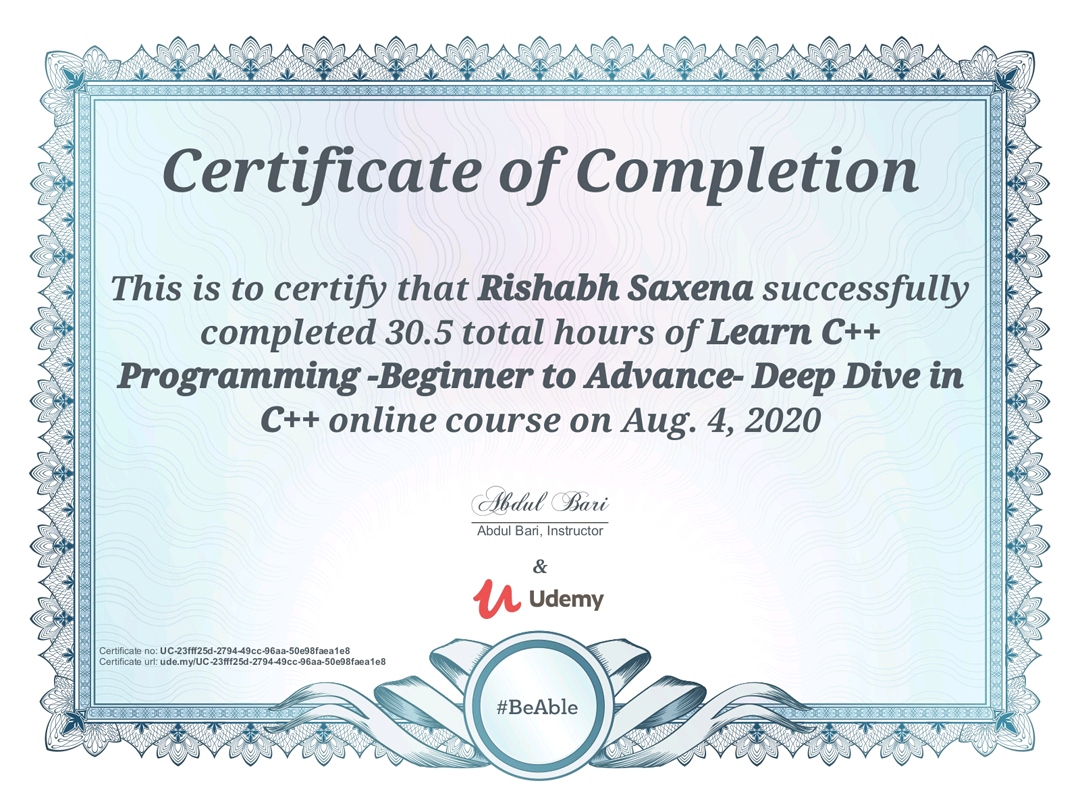 Certificate of Completion
This is to certify that Rishabh Saxena successfully
completed 30.5 total hours of Learn C++
Programming -Beginner to Advance- Deep Dive in
C++ online course on Aug. 4, 2020
Abdul Bari
Abdul Bari, Instructor
&
Udemy
Certificate no: UC-23fff25d-2794-49cc-96aa-50e98faea1e8
Certificate url: ude.my/UC-23fff25d-2794-49cc-96aa-50e98faea1e8
#BeAble